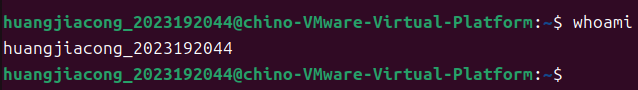 huangjiacong_2023192044@chino-VMware-Virtual-Platform:~$ whoami
huangjiacong_2023192044
huangjiacong_2023192044@chino-VMware-Virtual-Platform:~$